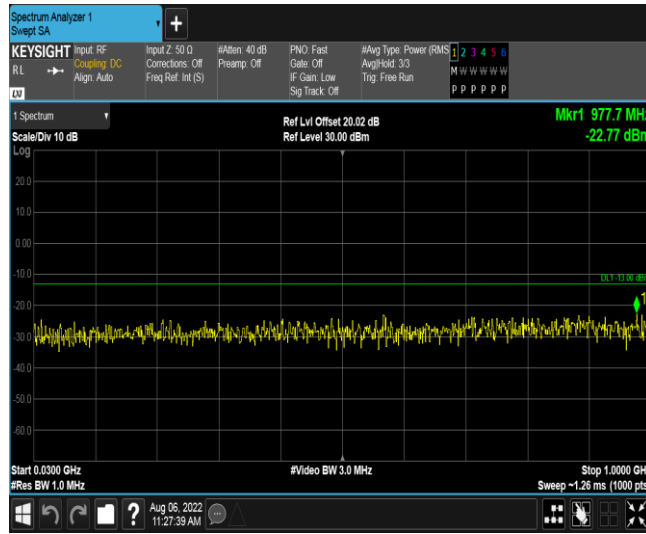 Spectrum Analyzer 1
Swept SA
+
KEYSIGHT
RL
LXI
Input: RF
Coupling: DC
Align: Auto
Input Z: 50 Ω
Corrections: Off
Freq Ref: Int (S)
#Atten: 40 dB
Preamp: Off
PNO: Fast
Gate: Off
IF Gain: Low
Sig Track: Off
#Avg Type: Power (RMS
Avg|Hold: 3/3
Trig: Free Run
1 2 3 4 5 6
M W W W W W
P P P P P P
1 Spectrum
Scale/Div 10 dB
Log
Ref Lvl Offset 20.02 dB
Ref Level 30.00 dBm
Mkr1 977.7 MHz
-22.77 dBm
20.0
10.0
0.00
-10.0
DL1 -13.00 dBm
-20.0
1
-30.0
-40.0
-50.0
-60.0
Start 0.0300 GHz
#Res BW 1.0 MHz
#Video BW 3.0 MHz
Stop 1.0000 GH
Sweep ~1.26 ms (1000 pts
?
Aug 06, 2022
11:27:39 AM